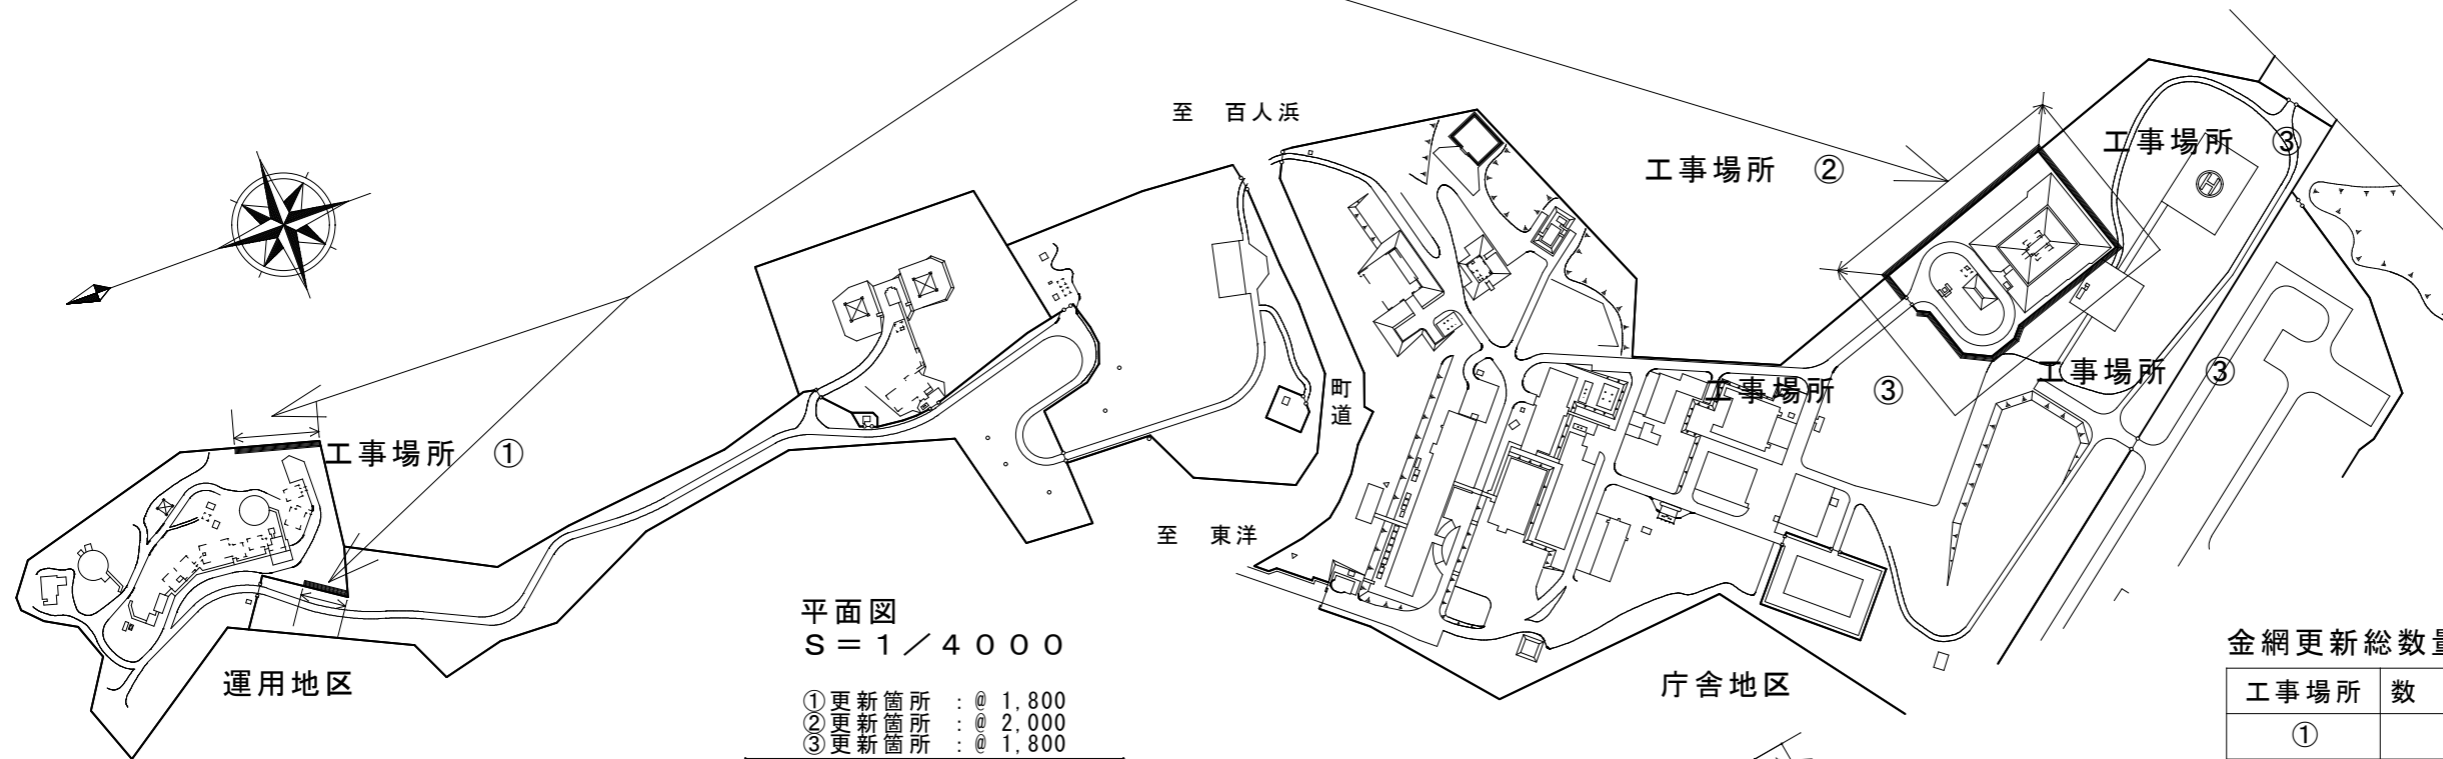 至　百人浜
工事場所　②
工事場所　③
工事場所　①
町道
工事場所　③
工事場所　③
至　東洋
平面図
S＝1／4000
運用地区
庁舎地区
①更新箇所　：@ 1,800
②更新箇所　：@ 2,000
③更新箇所　：@ 1,800
金網更新総数量
工事場所　数
①
H